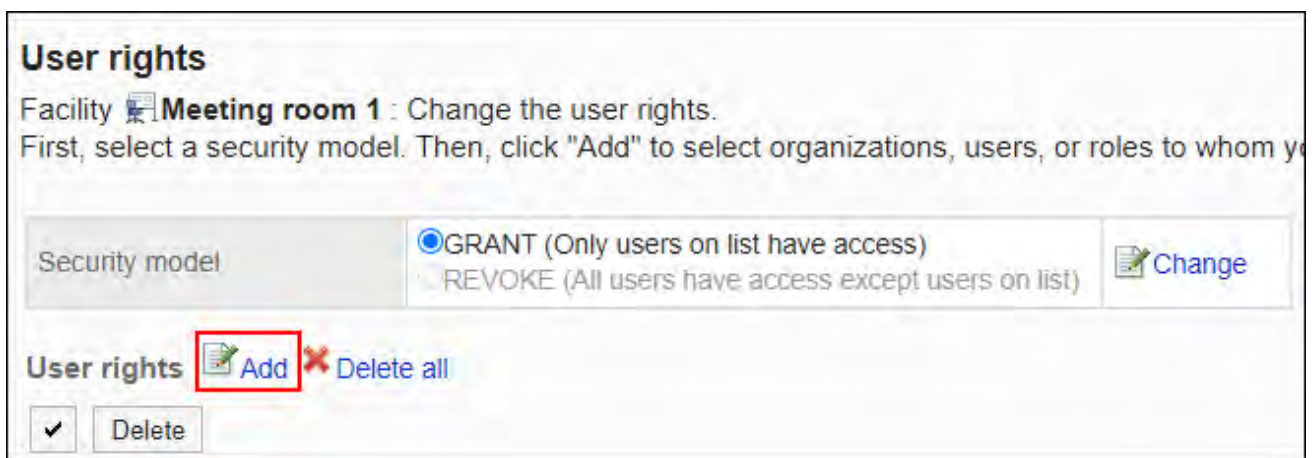 User rights
Facility Meeting room 1 : Change the user rights.
First, select a security model. Then, click "Add" to select organizations, users, or roles to whom
Security model
GRANT (Only users on list have access)
REVOKE (All users have access except users on list)
Change
User rights Add Delete all
Delete